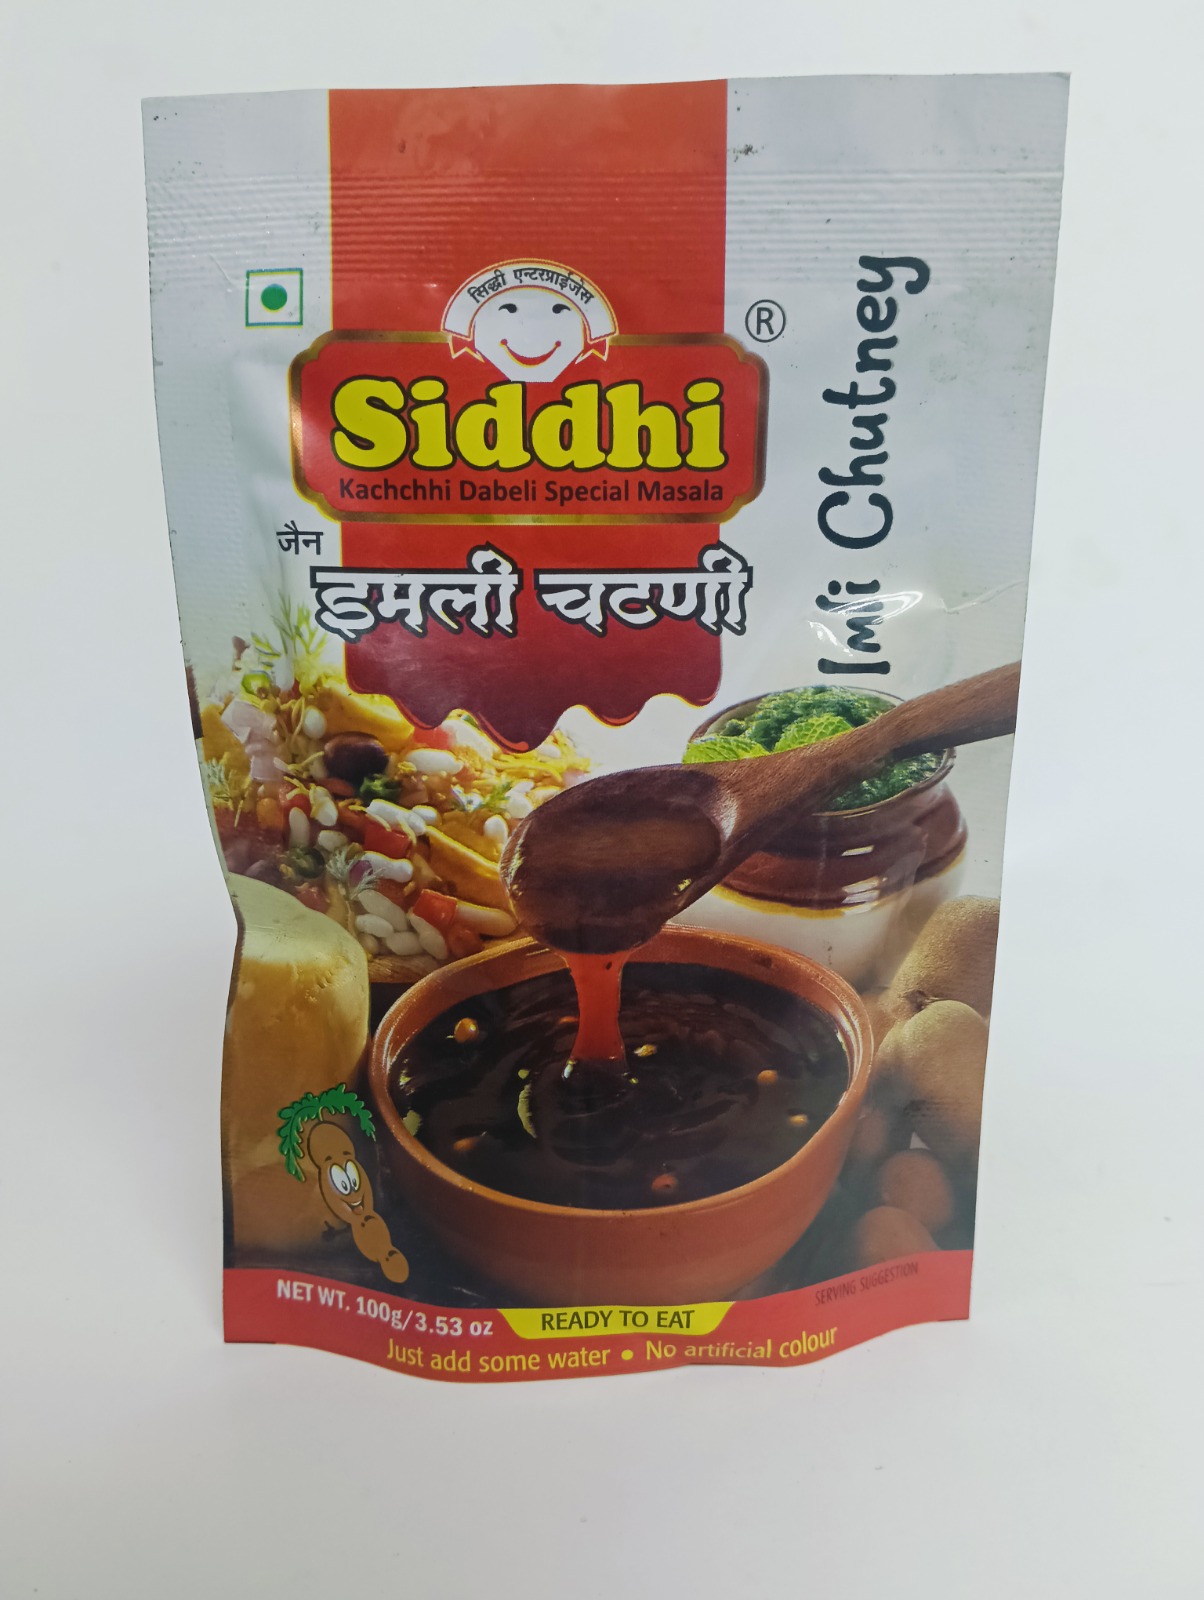 सिद्धी एन्टरप्राईजेस
®
Siddhi
Kachchhi Dabeli Special Masala
जैन
इमली चटणी
Imli Chutney
NET WT. 100g/3.53 oz
READY TO EAT
SERVING SUGGESTION
Just add some water • No artificial colour